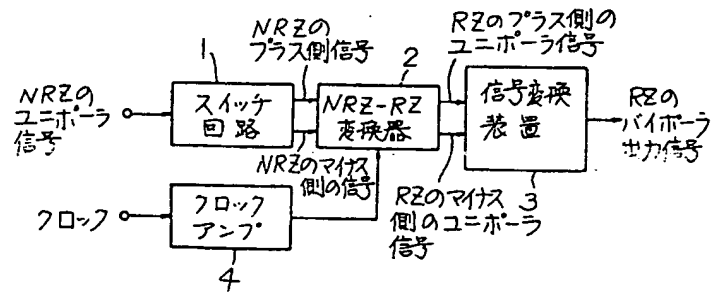 NRZの
ユニポーラ
信号
1
スイッチ
回路
NRZの
プラス側信号
NRZのマイナス
側の信号
2
NRZ-RZ
変換器
RZのプラス側の
ユニポーラ信号
RZのマイナス
側のユニポーラ
信号
信号変換
装置
3
RZの
バイポーラ
出力信号
クロック
クロック
アンプ
4